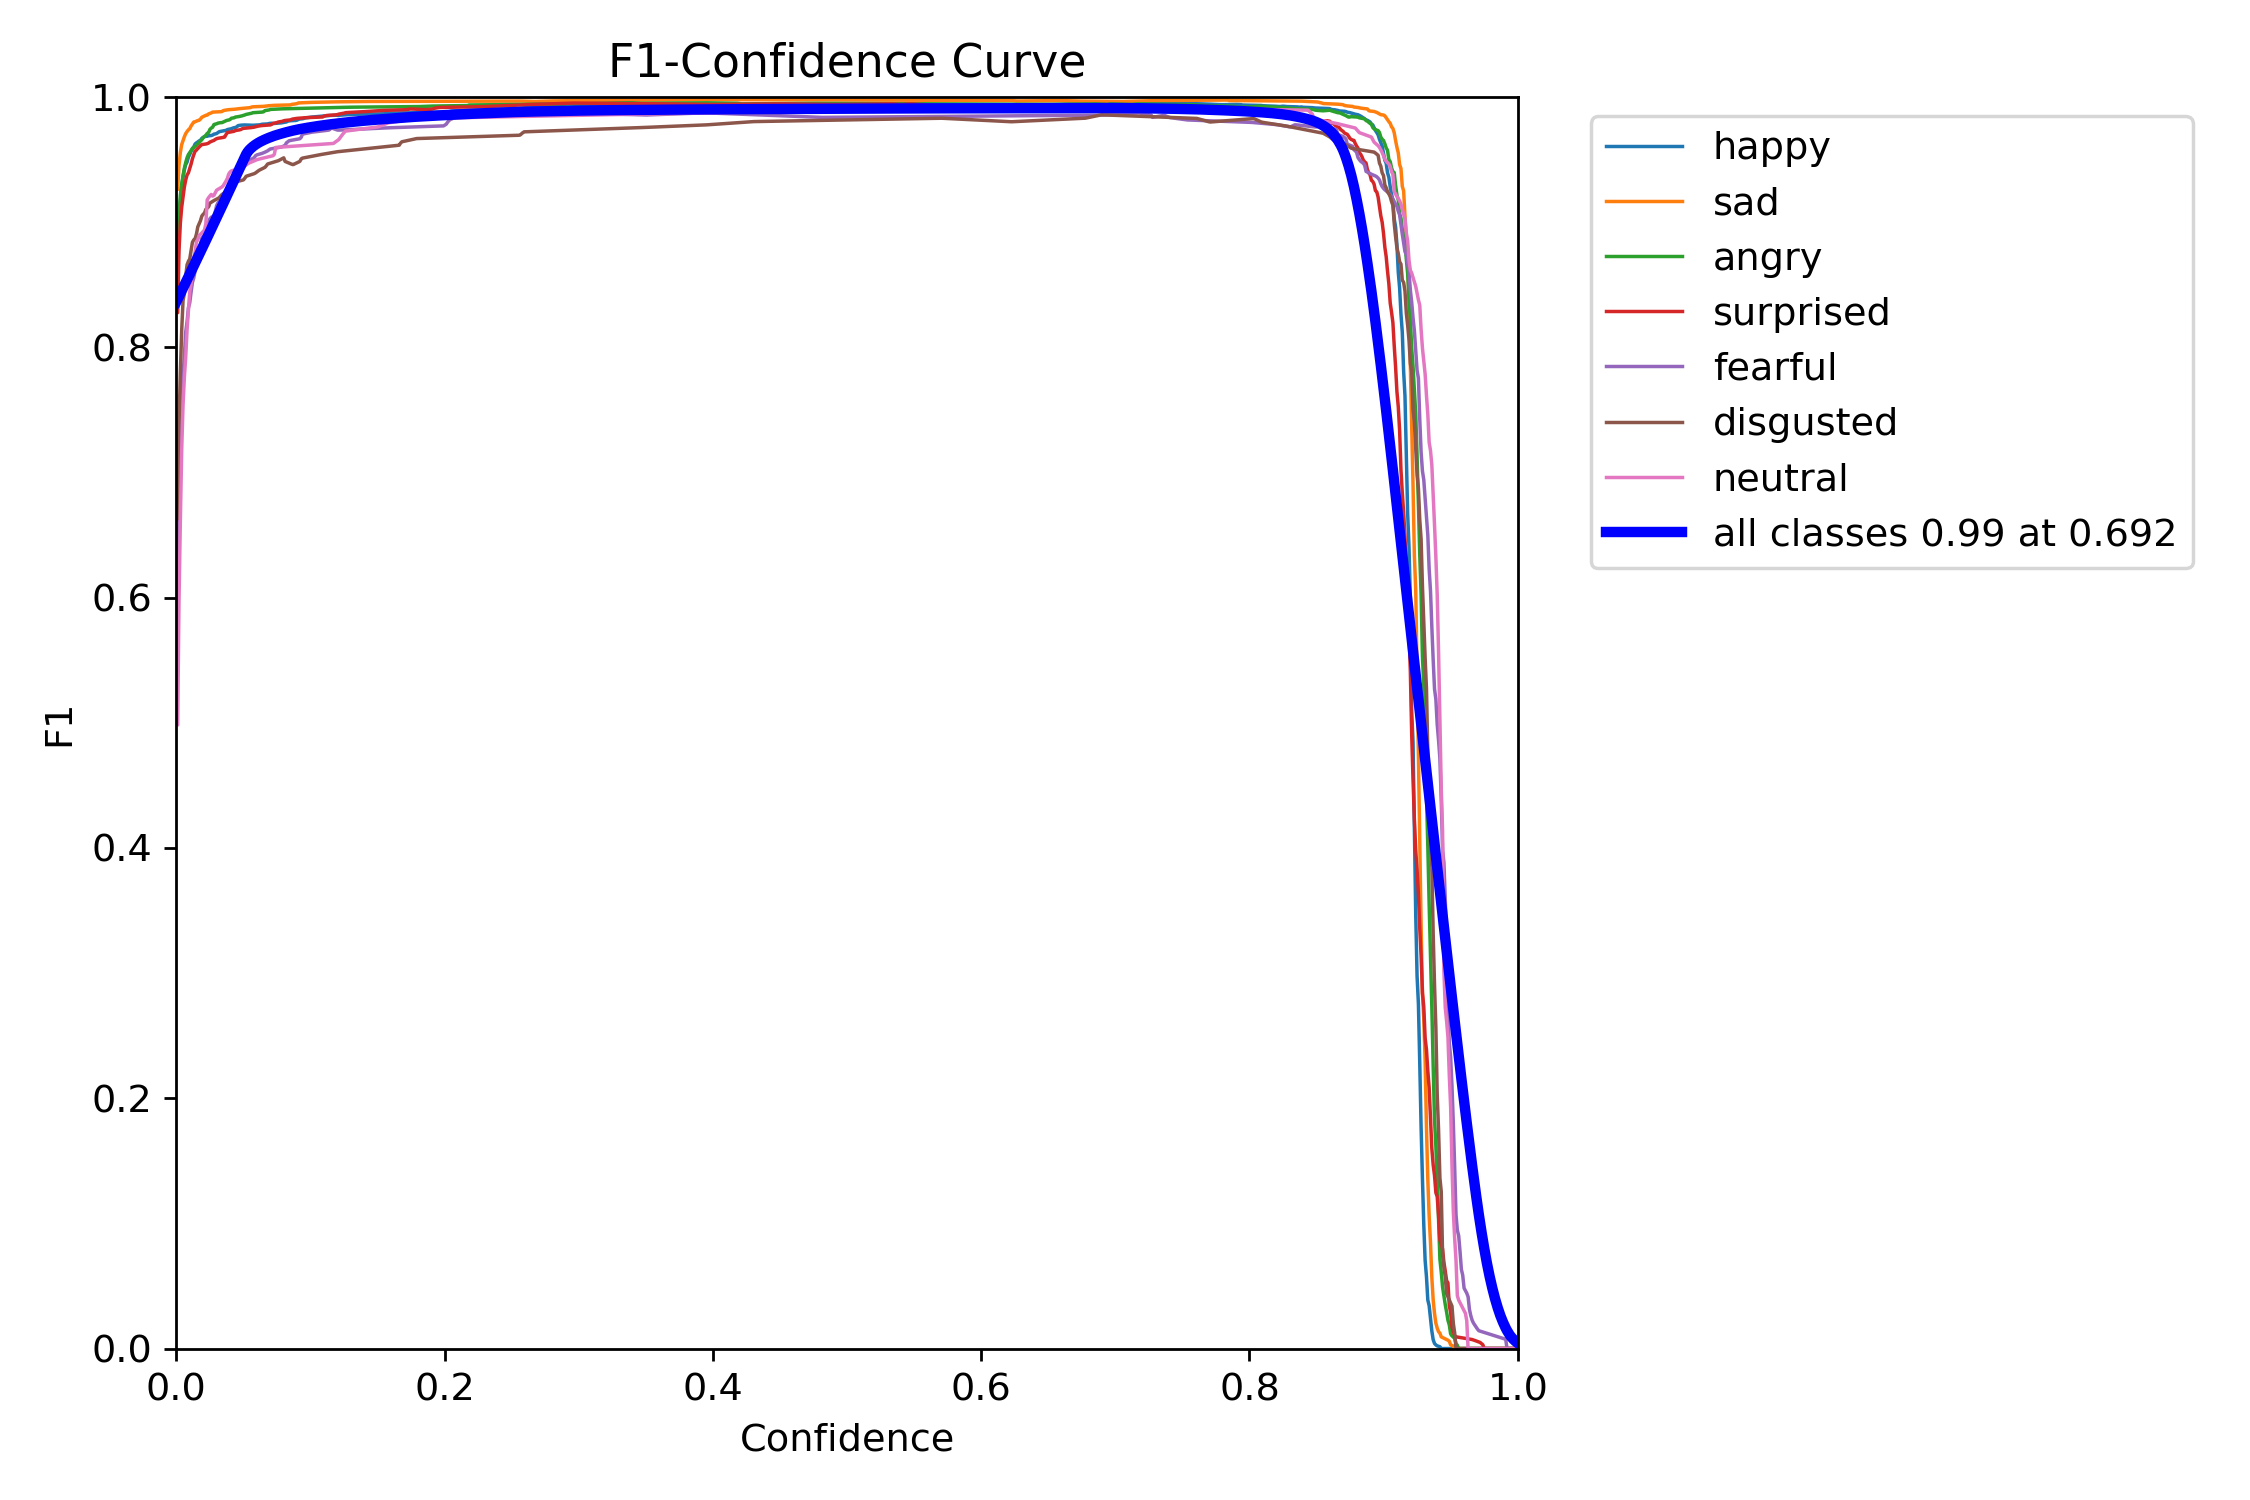 F1-Confidence Curve
1.0
0.8
0.6
0.4
0.2
0.0
F1
0.0 0.2 0.4 0.6 0.8 1.0
Confidence
happy
sad
angry
surprised
fearful
disgusted
neutral
all classes 0.99 at 0.692